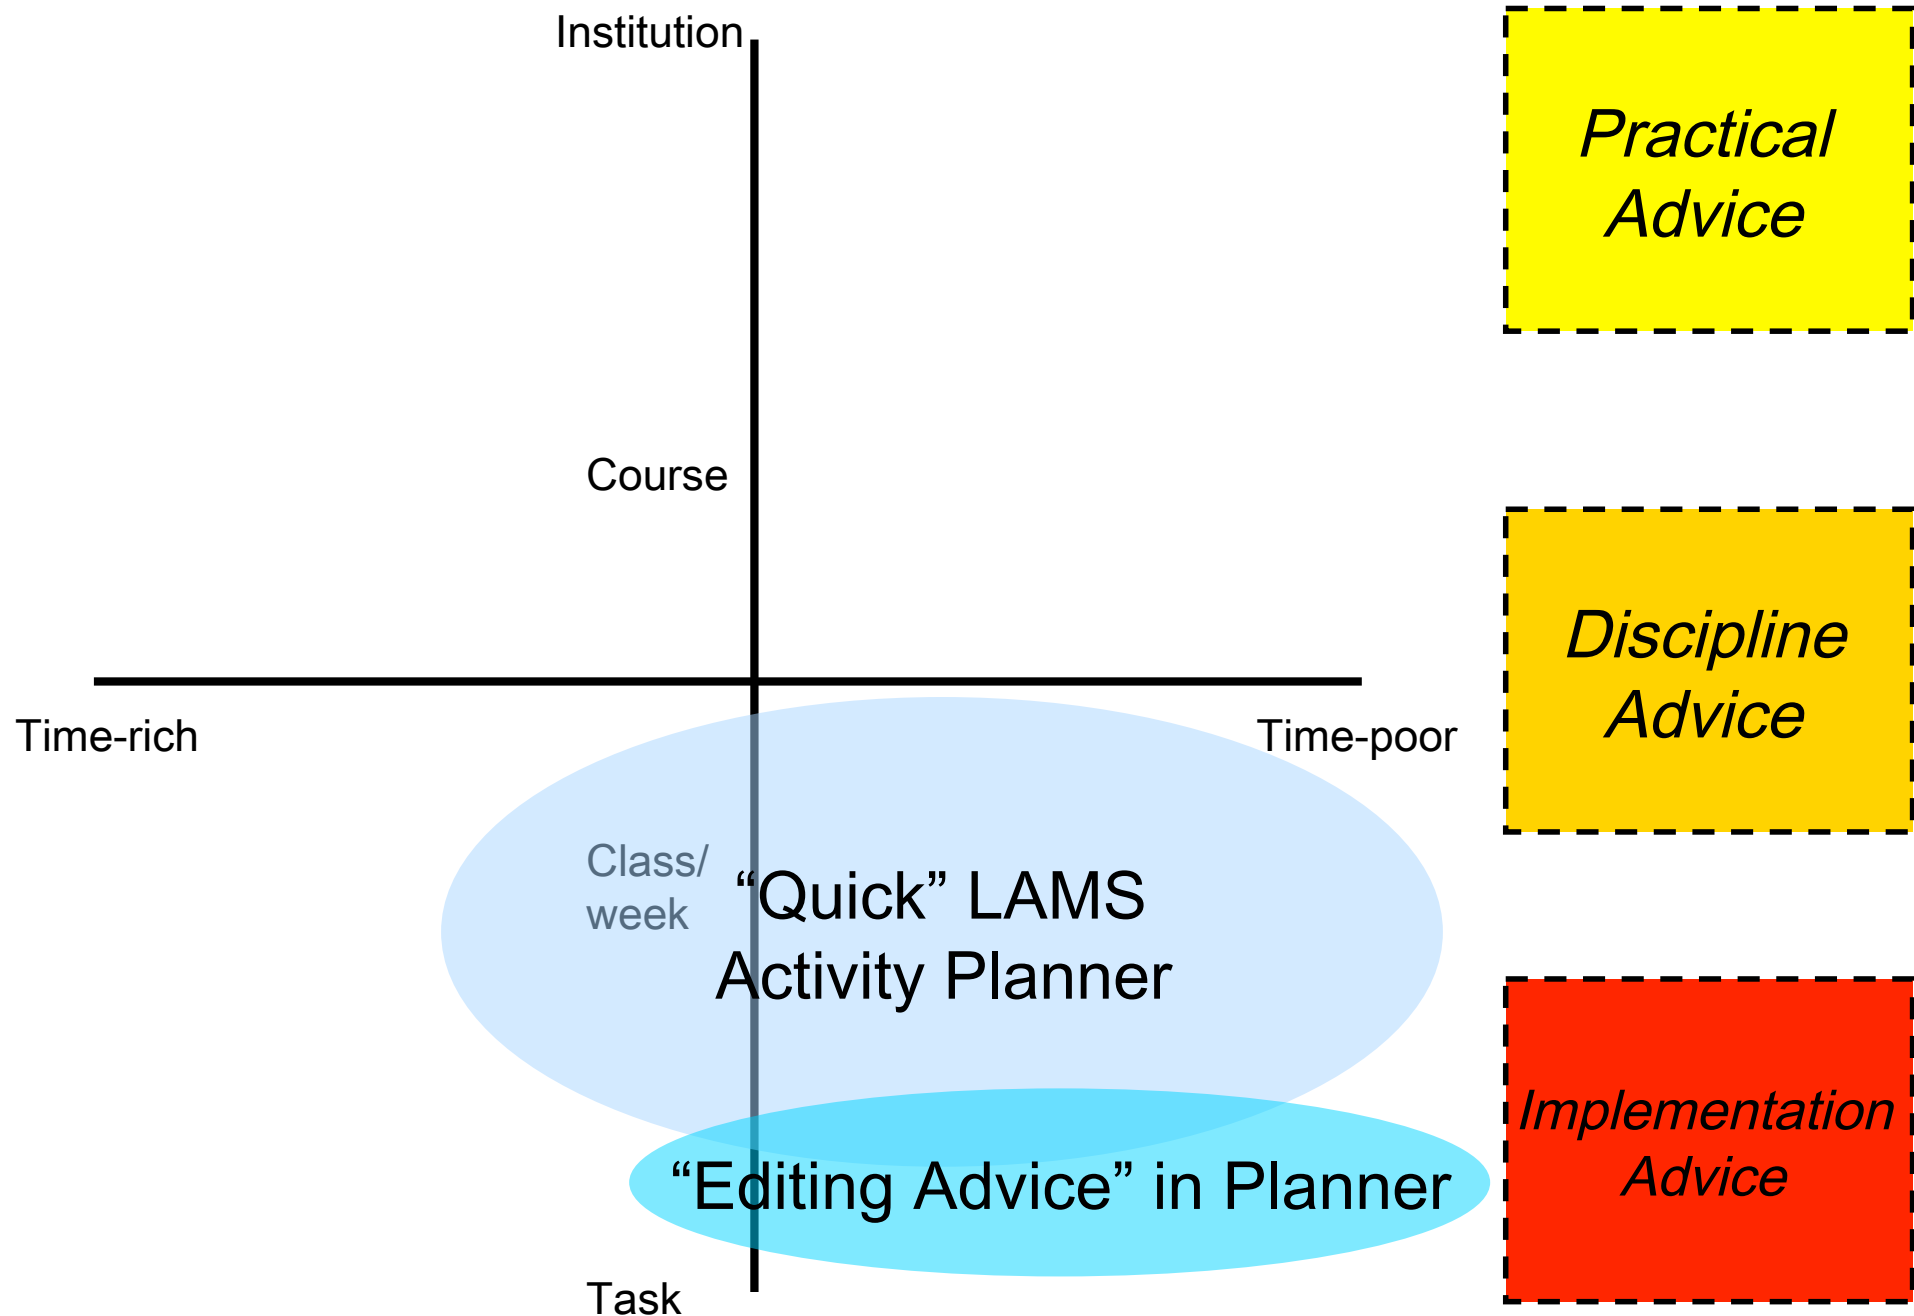 Institution
Practical
Advice
Course
Discipline
Advice
Time-rich
Time-poor
Class/
week
“Quick” LAMS
Activity Planner
Implementation
Advice
“Editing Advice” in Planner
Task